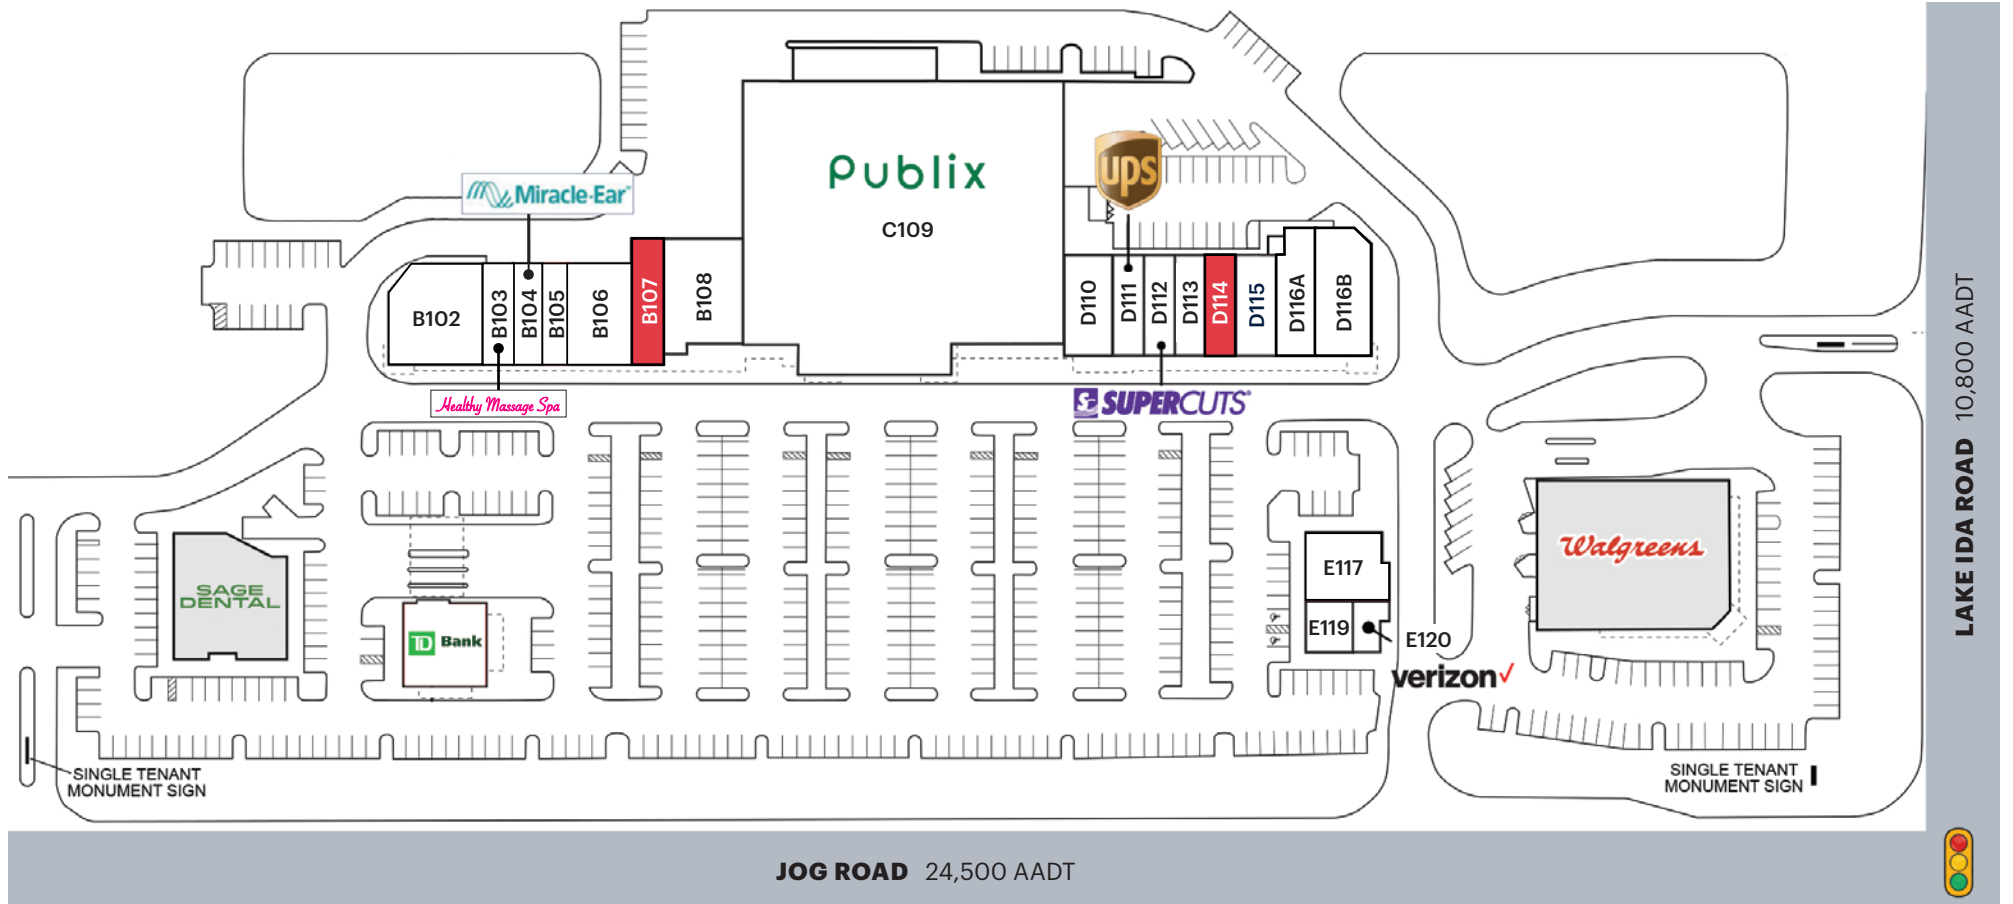 ups
Publix
C109
Miracle-Ear
B102
B103
B104
B105
B106
B107
B108
D110
D111
D112
D113
D114
D115
D116A
D116B
Healthy Massage Spa
SUPERCUTS
SAGE
DENTAL
TD Bank
E117
E119
E120
verizon
Walgreens
SINGLE TENANT
MONUMENT SIGN
SINGLE TENANT
MONUMENT SIGN
JOG ROAD 24,500 AADT
LAKE IDA ROAD 10,800 AADT